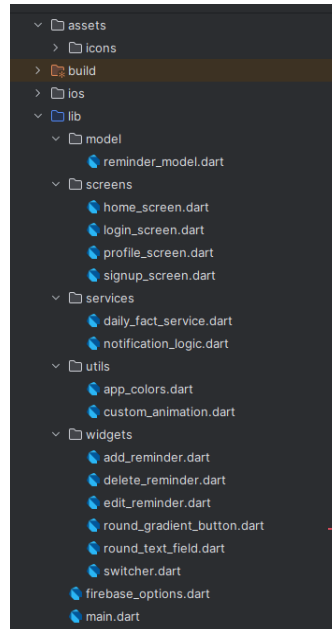 assets
icons
build
ios
lib
model
reminder_model.dart
screens
home_screen.dart
login_screen.dart
profile_screen.dart
signup_screen.dart
services
daily_fact_service.dart
notification_logic.dart
utils
app_colors.dart
custom_animation.dart
widgets
add_reminder.dart
delete_reminder.dart
edit_reminder.dart
round_gradient_button.dart
round_text_field.dart
switcher.dart
firebase_options.dart
main.dart